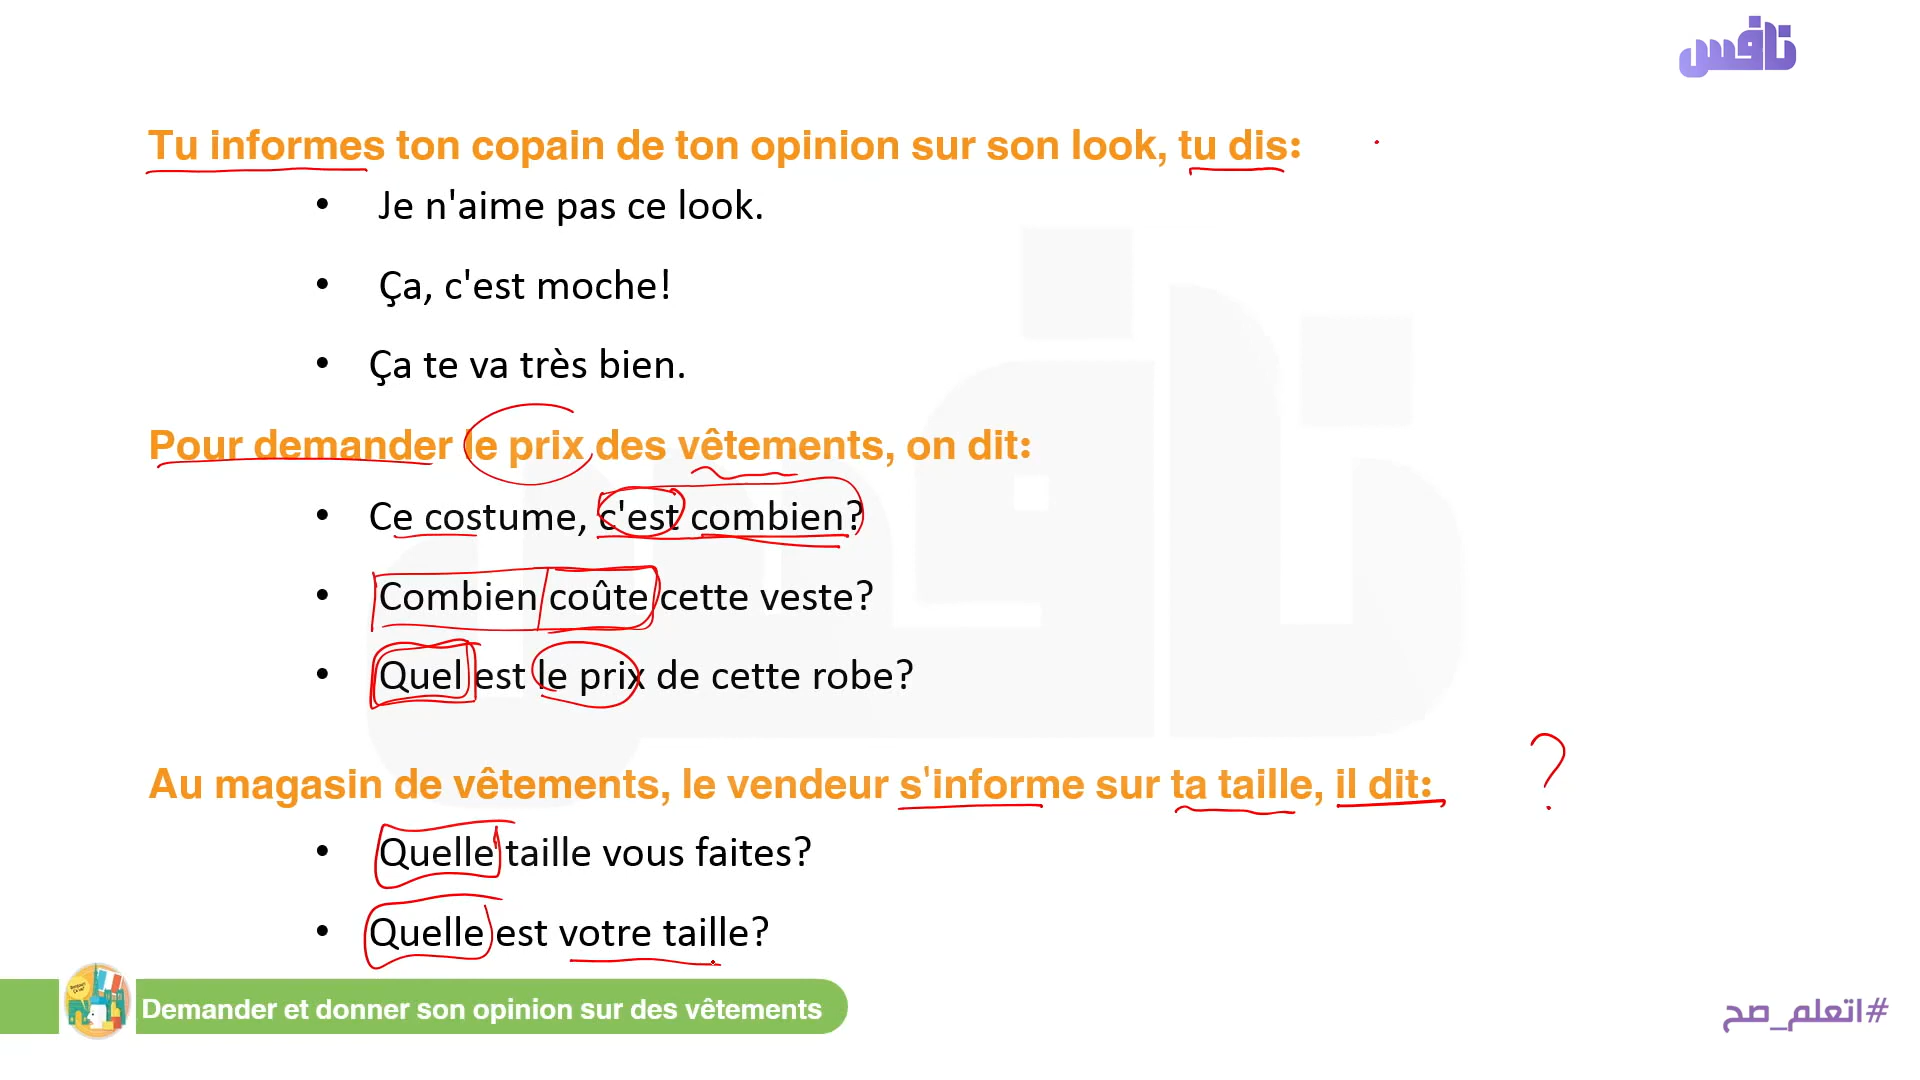 نافس
Tu informes ton copain de ton opinion sur son look, tu dis:
• Je n'aime pas ce look.
• Ça, c'est moche!
• Ça te va très bien.
Pour demander le prix des vêtements, on dit:
• Ce costume, c'est combien?
• Combien coûte cette veste?
• Quel est le prix de cette robe?
Au magasin de vêtements, le vendeur s'informe sur ta taille, il dit:
?
• Quelle taille vous faites?
• Quelle est votre taille?
Demander et donner son opinion sur des vêtements
#اتعلم_صح